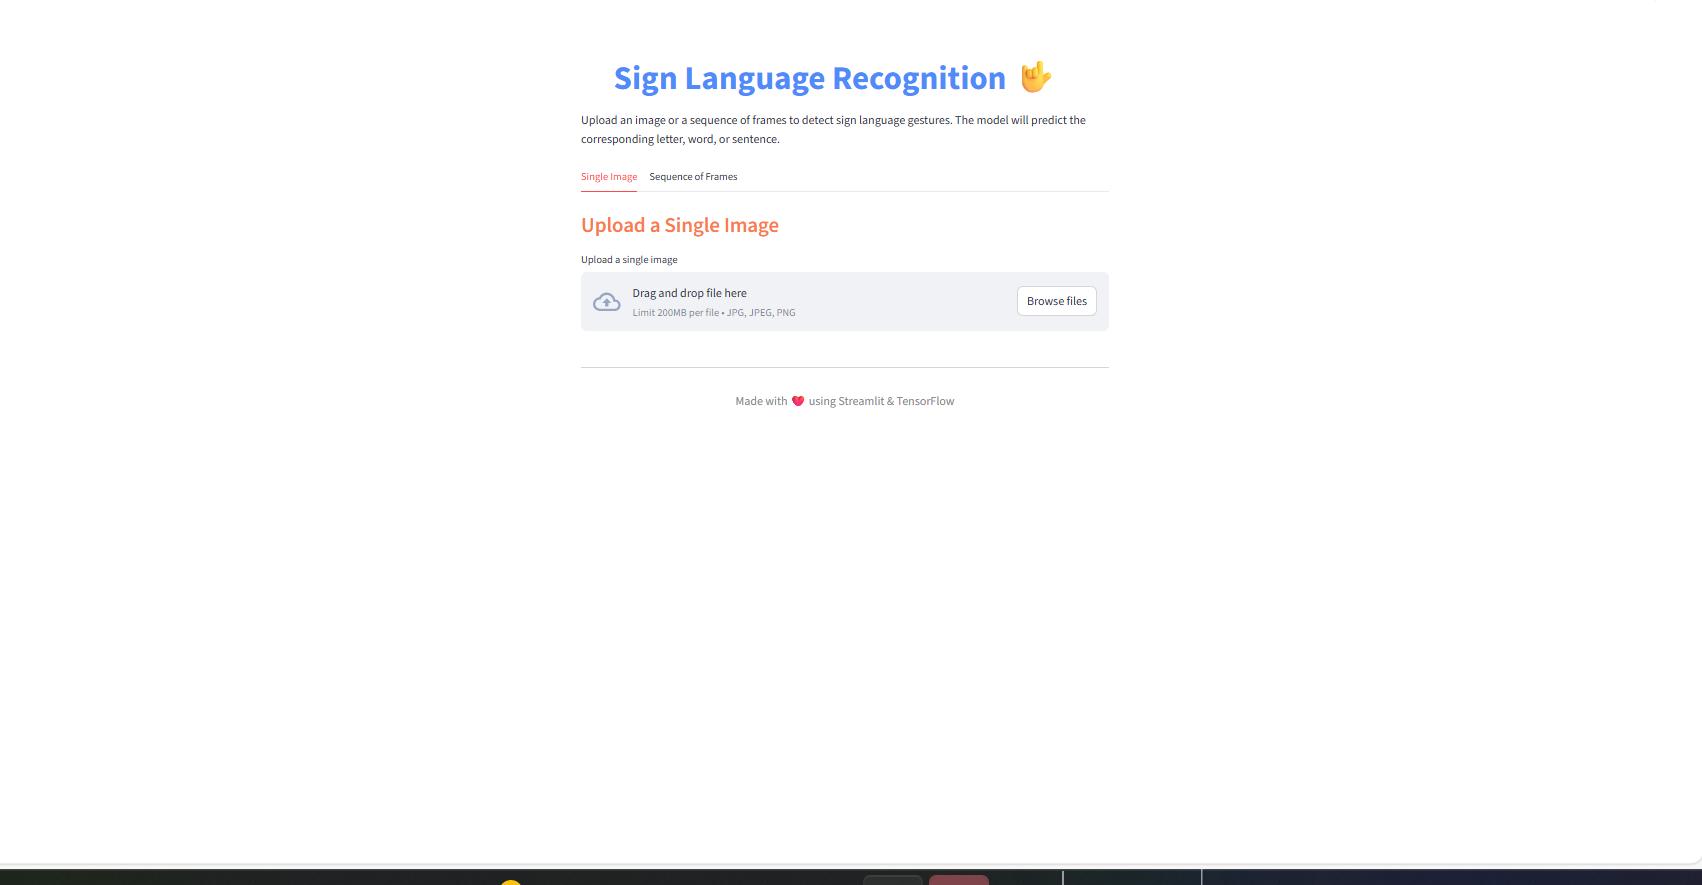 Sign Language Recognition 🤟
Upload an image or a sequence of frames to detect sign language gestures. The model will predict the
corresponding letter, word, or sentence.
Single Image Sequence of Frames
Upload a Single Image
Upload a single image
Drag and drop file here
Limit 200MB per file • JPG, JPEG, PNG
Browse files
Made with ❤️ using Streamlit & TensorFlow